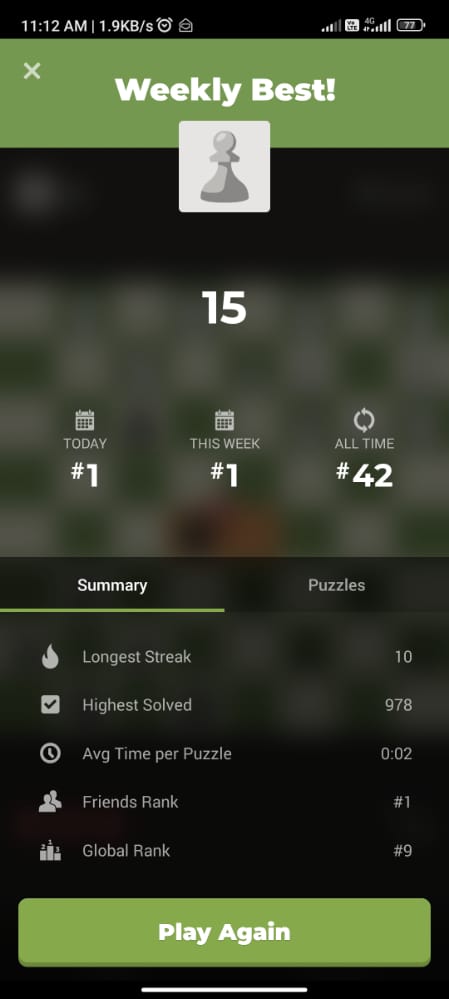 11:12 AM | 1.9KB/s
Vo LTE 4G 77
Weekly Best!
15
TODAY THIS WEEK ALL TIME
#1 #1 #42
Summary Puzzles
Longest Streak 10
Highest Solved 978
Avg Time per Puzzle 0:02
Friends Rank #1
Global Rank #9
Play Again